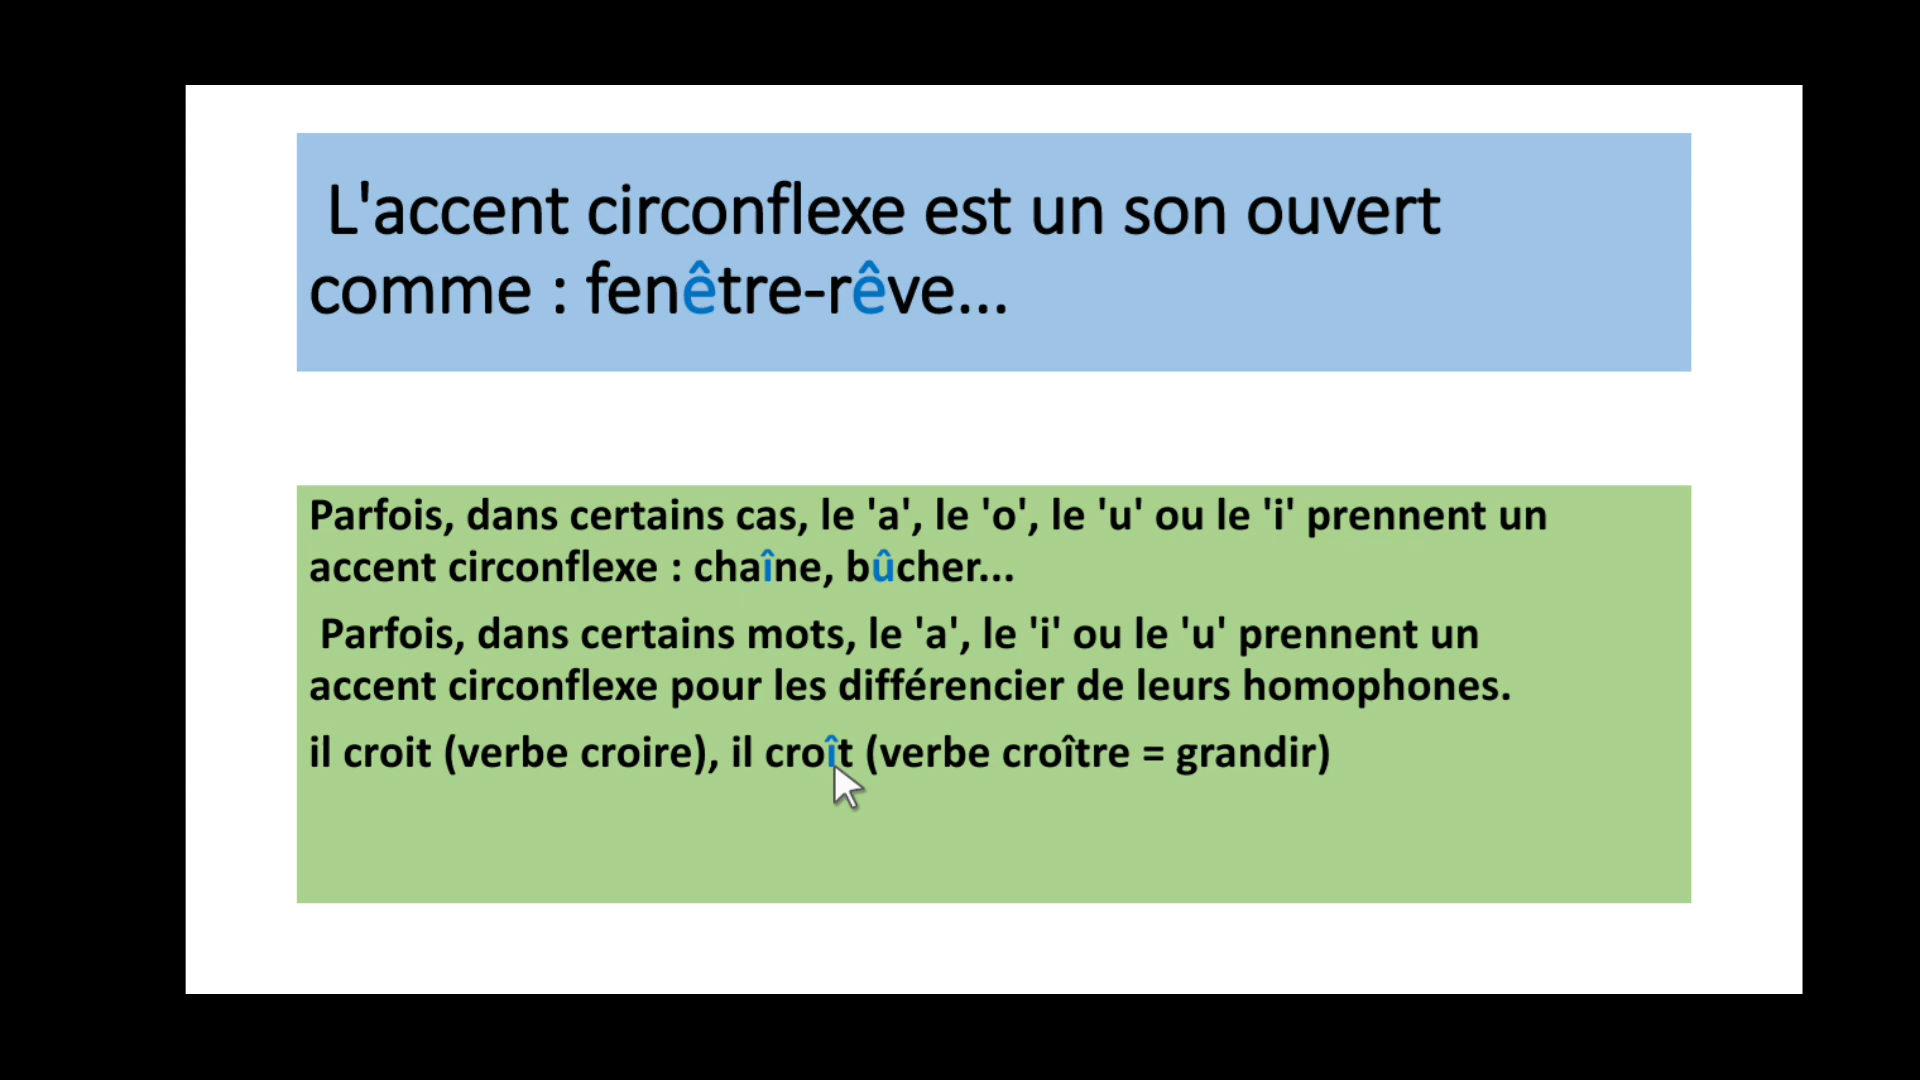 L'accent circonflexe est un son ouvert
comme : fenêtre-rêve...
Parfois, dans certains cas, le 'a', le 'o', le 'u' ou le 'i' prennent un
accent circonflexe : chaîne, bûcher...
Parfois, dans certains mots, le 'a', le 'i' ou le 'u' prennent un
accent circonflexe pour les différencier de leurs homophones.
il croit (verbe croire), il croît (verbe croître = grandir)